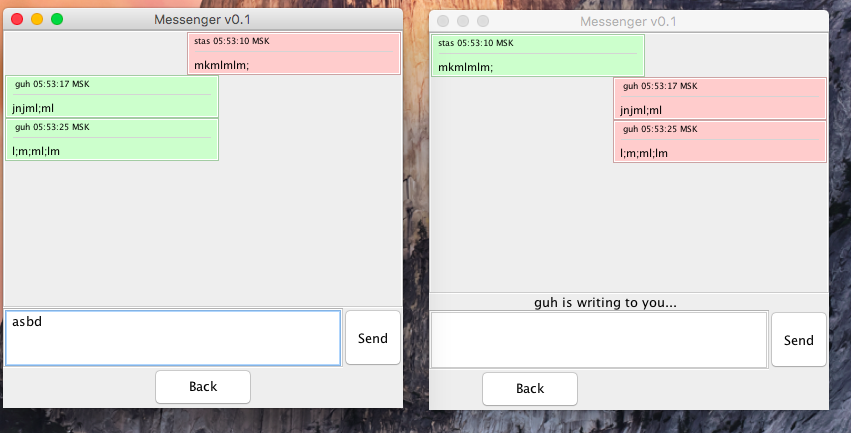 Messenger v0.1
stas 05:53:10 MSK
mkmlmlm;
guh 05:53:17 MSK
jnjml;ml
guh 05:53:25 MSK
l;m;ml;lm
asbd
Send
Back
Messenger v0.1
stas 05:53:10 MSK
mkmlmlm;
guh 05:53:17 MSK
jnjml;ml
guh 05:53:25 MSK
l;m;ml;lm
guh is writing to you...
Send
Back